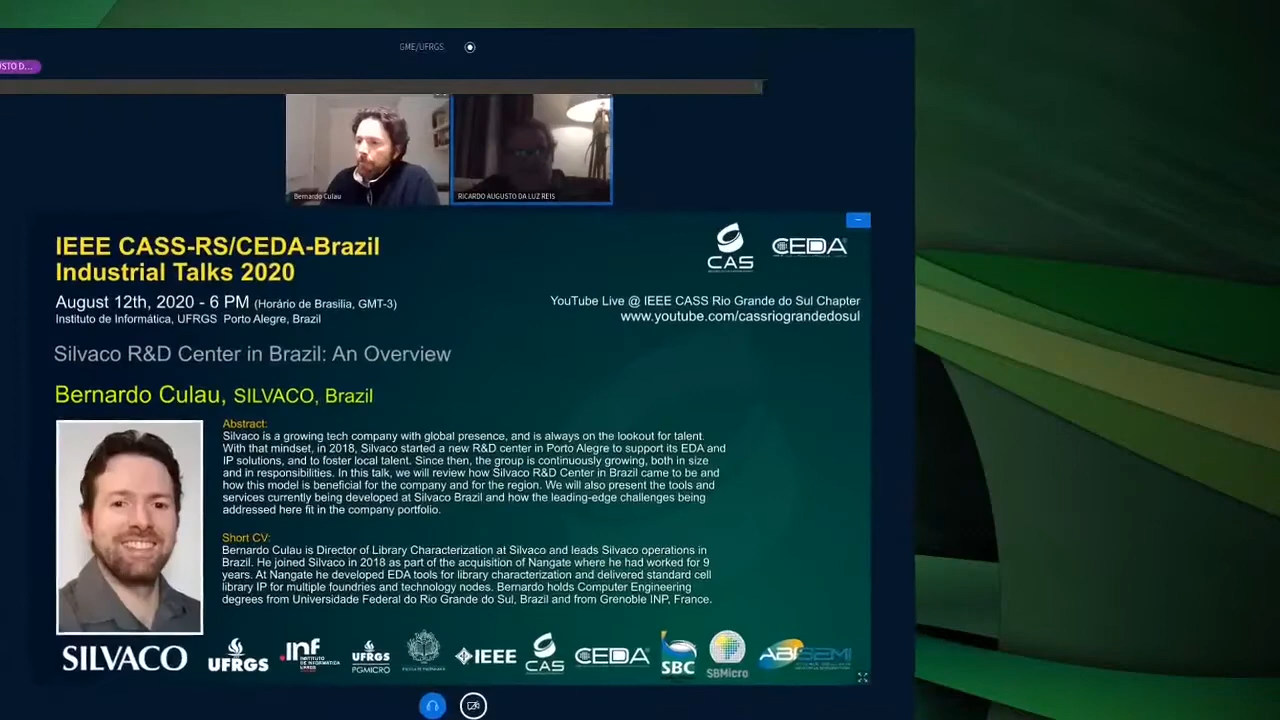 GME/UFRGS
USTO D...
Bernardo Culau
RICARDO AUGUSTO DA LUZ REIS
IEEE CASS-RS/CEDA-Brazil
Industrial Talks 2020
CAS
CEDA
August 12th, 2020 - 6 PM (Horário de Brasilia, GMT-3)
Instituto de Informática, UFRGS Porto Alegre, Brazil
YouTube Live @ IEEE CASS Rio Grande do Sul Chapter
www.youtube.com/cassriograndedosul
Silvaco R&D Center in Brazil: An Overview
Bernardo Culau, SILVACO, Brazil
Abstract:
Silvaco is a growing tech company with global presence, and is always on the lookout for talent.
With that mindset, in 2018, Silvaco started a new R&D center in Porto Alegre to support its EDA and
IP solutions, and to foster local talent. Since then, the group is continuously growing, both in size
and in responsibilities. In this talk, we will review how Silvaco R&D Center in Brazil came to be and
how this model is beneficial for the company and for the region. We will also present the tools and
services currently being developed at Silvaco Brazil and how the leading-edge challenges being
addressed here fit in the company portfolio.
Short CV:
Bernardo Culau is Director of Library Characterization at Silvaco and leads Silvaco operations in
Brazil. He joined Silvaco in 2018 as part of the acquisition of Nangate where he had worked for 9
years. At Nangate he developed EDA tools for library characterization and delivered standard cell
library IP for multiple foundries and technology nodes. Bernardo holds Computer Engineering
degrees from Universidade Federal do Rio Grande do Sul, Brazil and from Grenoble INP, France.
SILVACO
UFRGS
inf
INSTITUTO
DE INFORMÁTICA
UFRGS
UFRGS
PGMICRO
IEEE
CAS
CEDA
SBC
SBMicro
ABISEMI